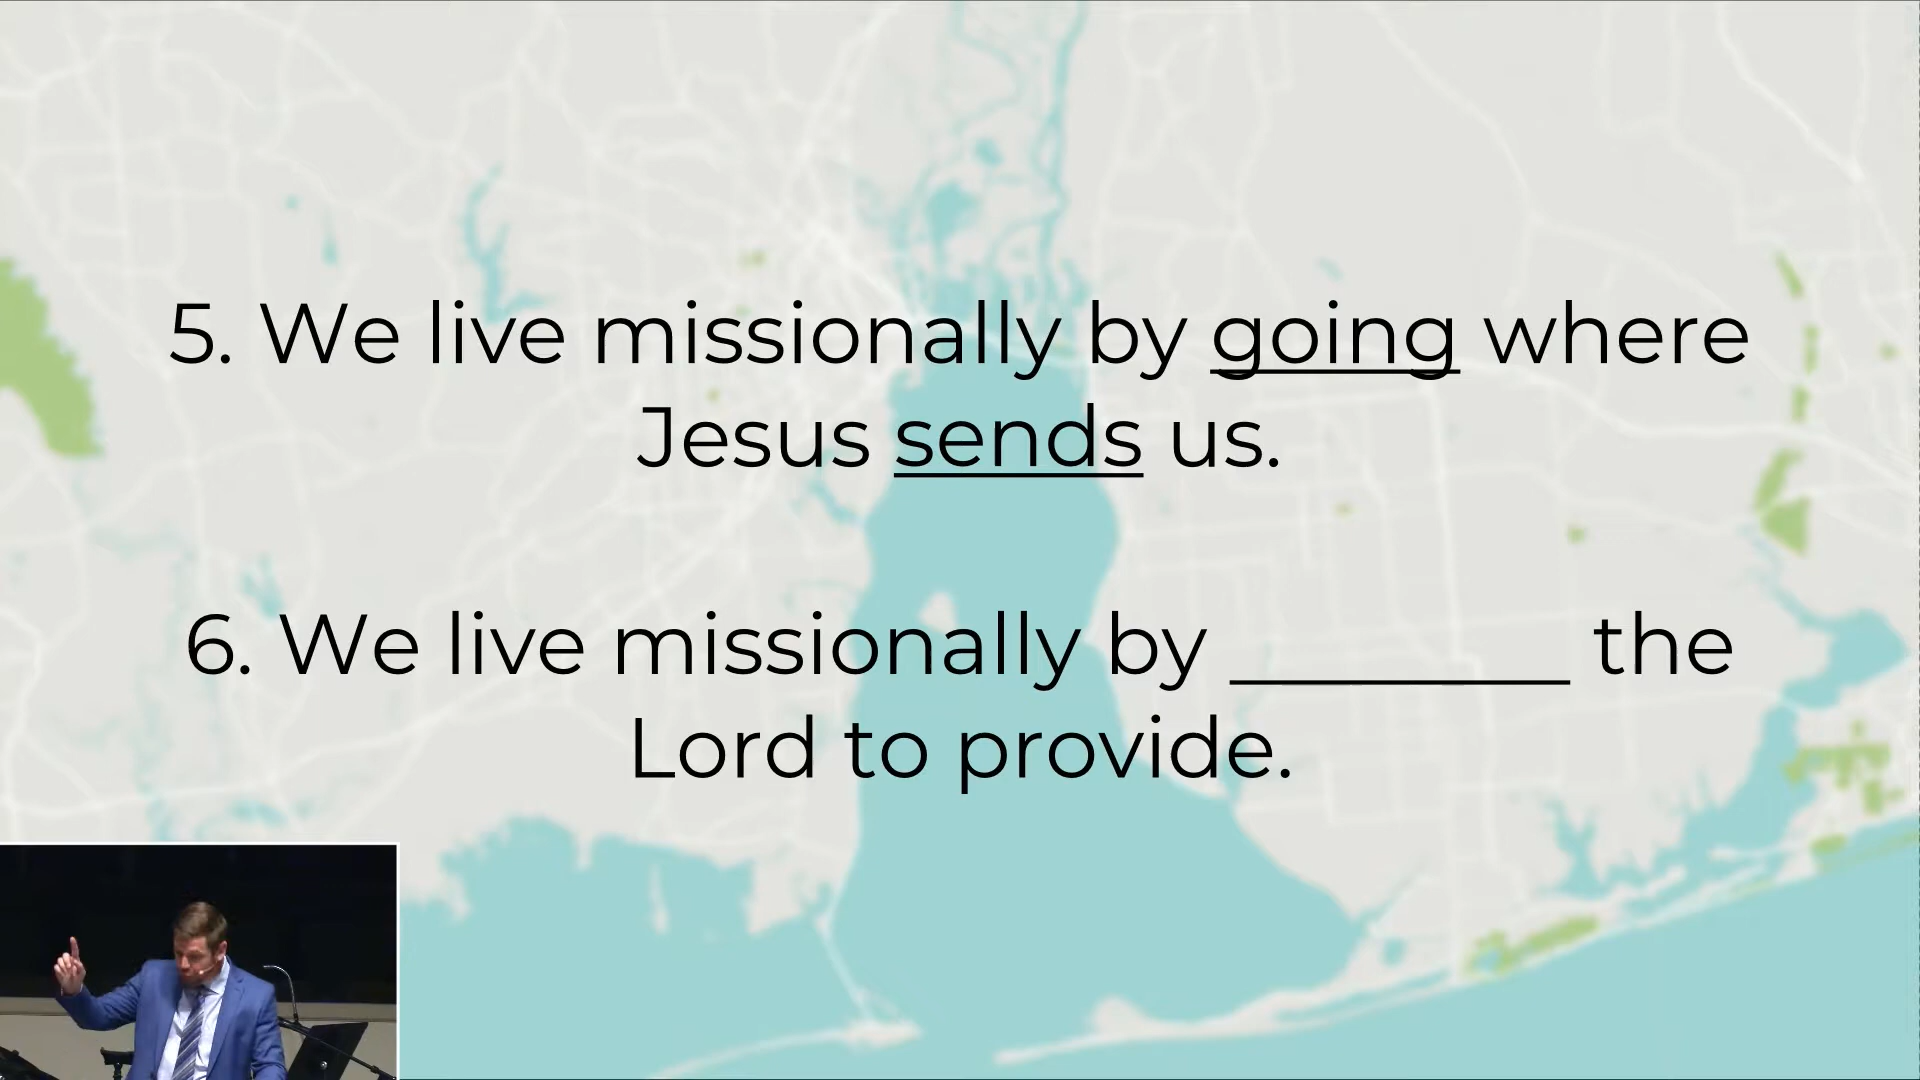 5. We live missionally by going where
Jesus sends us.
6. We live missionally by ________ the
Lord to provide.